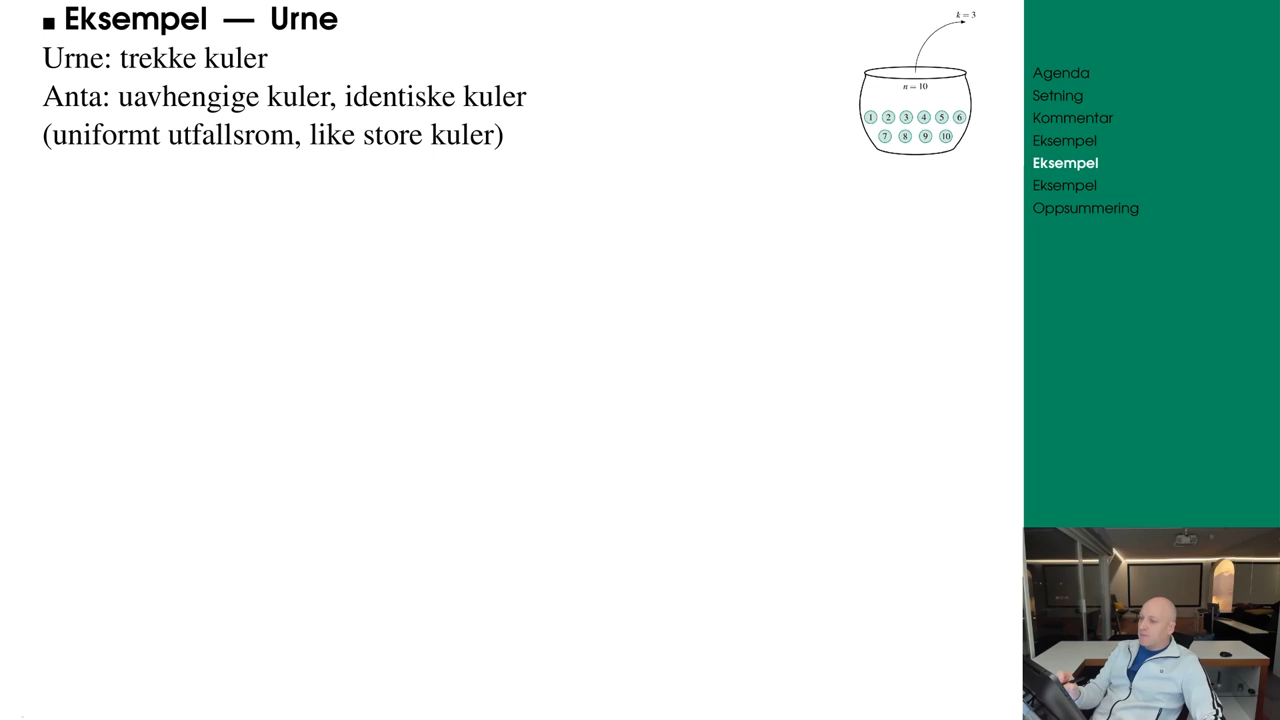 Eksempel — Urne
Urne: trekke kuler
Anta: uavhengige kuler, identiske kuler
(uniformt utfallsrom, like store kuler)
k = 3
n = 10
1 2 3 4 5 6
7 8 9 10
Agenda
Setning
Kommentar
Eksempel
Eksempel
Eksempel
Oppsummering